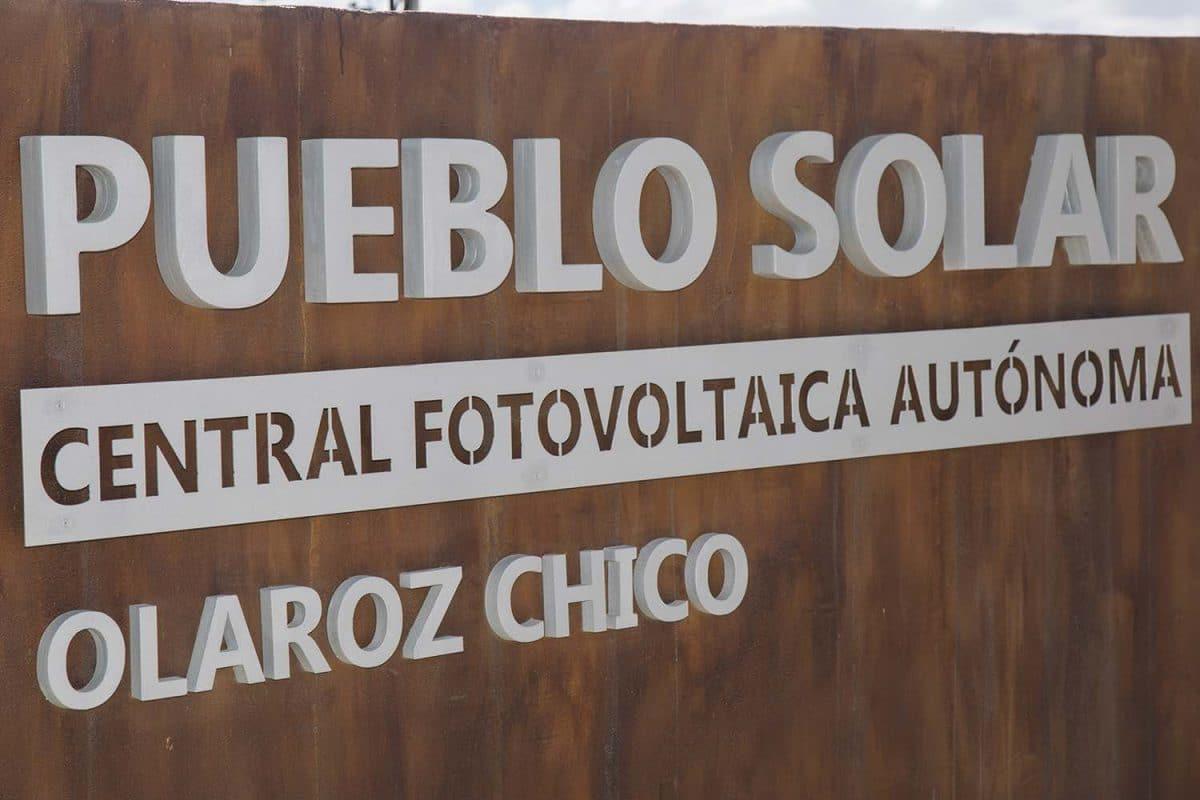 PUEBLO SOLAR
CENTRAL FOTOVOLTAICA AUTÓNOMA
OLAROZ CHICO